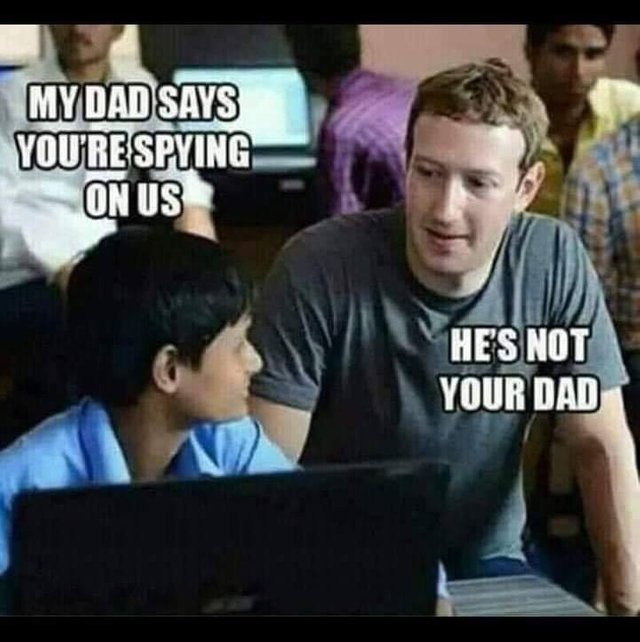 MY DAD SAYS
YOU'RE SPYING
ON US
HE'S NOT
YOUR DAD